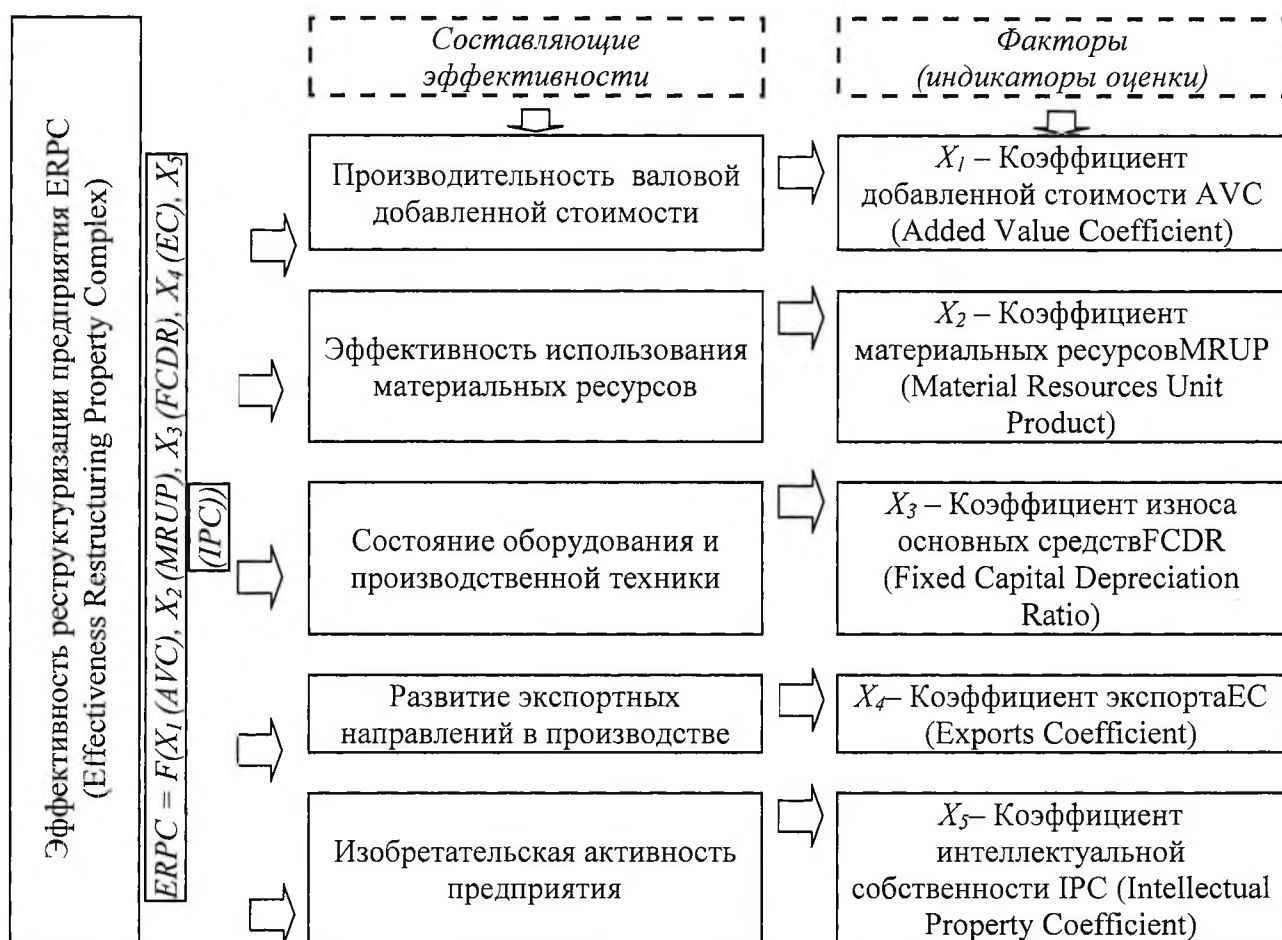 Эффективность реструктуризации предприятия ERPC
(Effectiveness Restructuring Property Complex)
ERPC = F(X1 (AVC), X2 (MRUP), X3 (FCDR), X4 (EC), X5
(IPC))
Составляющие
эффективности
Факторы
(индикаторы оценки)
Производительность валовой
добавленной стоимости
X1 – Коэффициент
добавленной стоимости AVC
(Added Value Coefficient)
Эффективность использования
материальных ресурсов
X2 – Коэффициент
материальных ресурсовMRUP
(Material Resources Unit
Product)
Состояние оборудования и
производственной техники
X3 – Коэффициент износа
основных средствFCDR
(Fixed Capital Depreciation
Ratio)
Развитие экспортных
направлений в производстве
X4– Коэффициент экспортаEC
(Exports Coefficient)
Изобретательская активность
предприятия
X5– Коэффициент
интеллектуальной
собственности IPC (Intellectual
Property Coefficient)